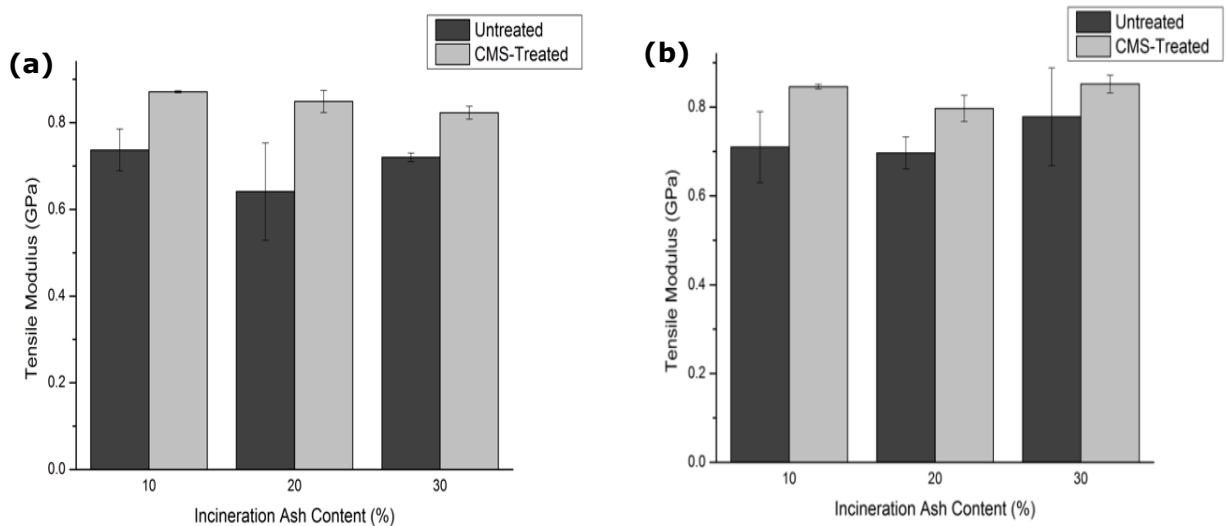 (a)
Untreated
CMS-Treated
Tensile Modulus (GPa)
0.8
0.6
0.4
0.2
0.0
10 20 30
Incineration Ash Content (%)
(b)
Untreated
CMS-Treated
Tensile Modulus (GPa)
0.8
0.6
0.4
0.2
0.0
10 20 30
Incineration Ash Content (%)